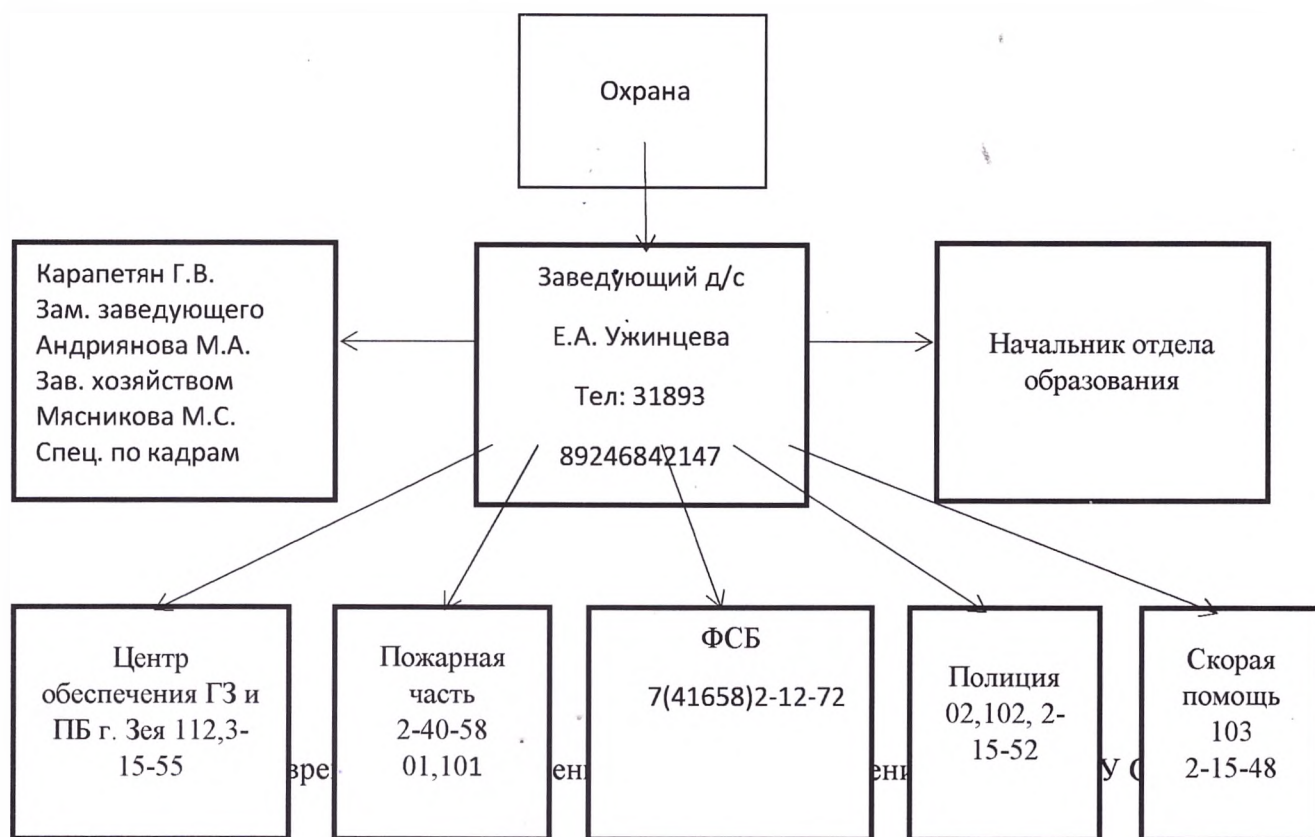 Охрана
Карапетян Г.В.
Зам. заведующего
Андриянова М.А.
Зав. хозяйством
Мясникова М.С.
Спец. по кадрам
Заведующий д/с
Е.А. Ужинцева
Тел: 31893
89246842147
Начальник отдела
образования
Центр
обеспечения ГЗ и
ПБ г. Зея 112,3-
15-55
Пожарная
часть
2-40-58
01,101
ФСБ
7(41658)2-12-72
Полиция
02,102, 2-
15-52
Скорая
помощь
103
2-15-48